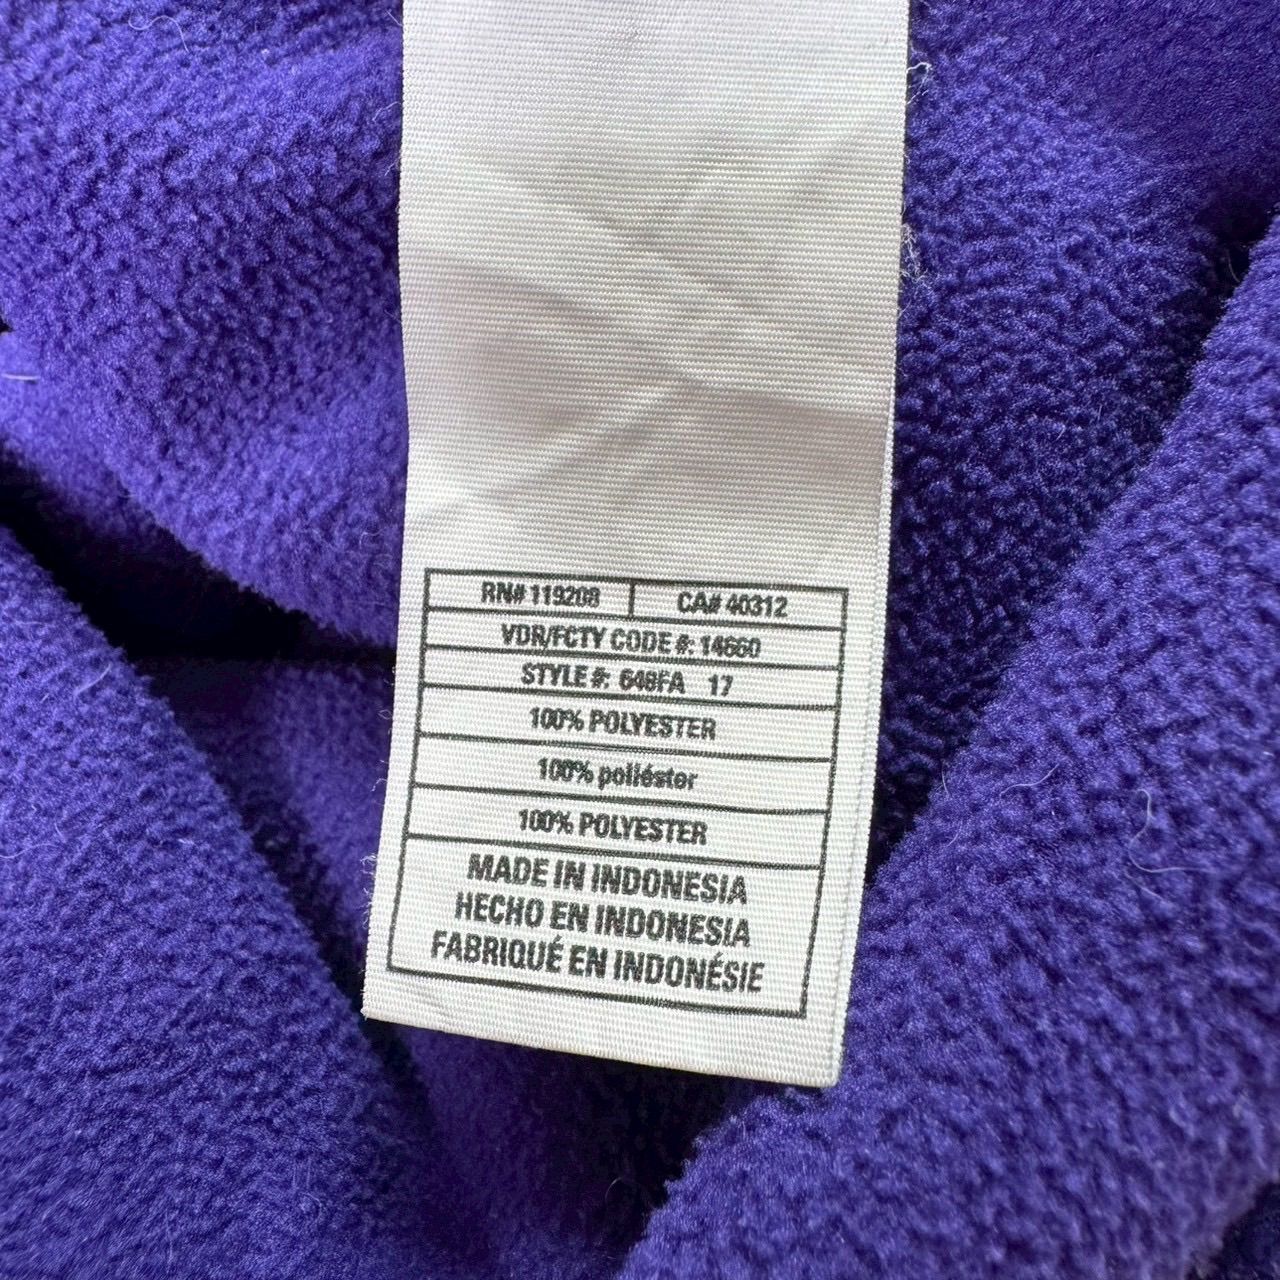 RN# 119208 CA# 40312
VDR/FCTY CODE #: 14660
STYLE #: 648FA 17
100% POLYESTER
100% poliéster
100% POLYESTER
MADE IN INDONESIA
HECHO EN INDONESIA
FABRIQUÉ EN INDONÉSIE